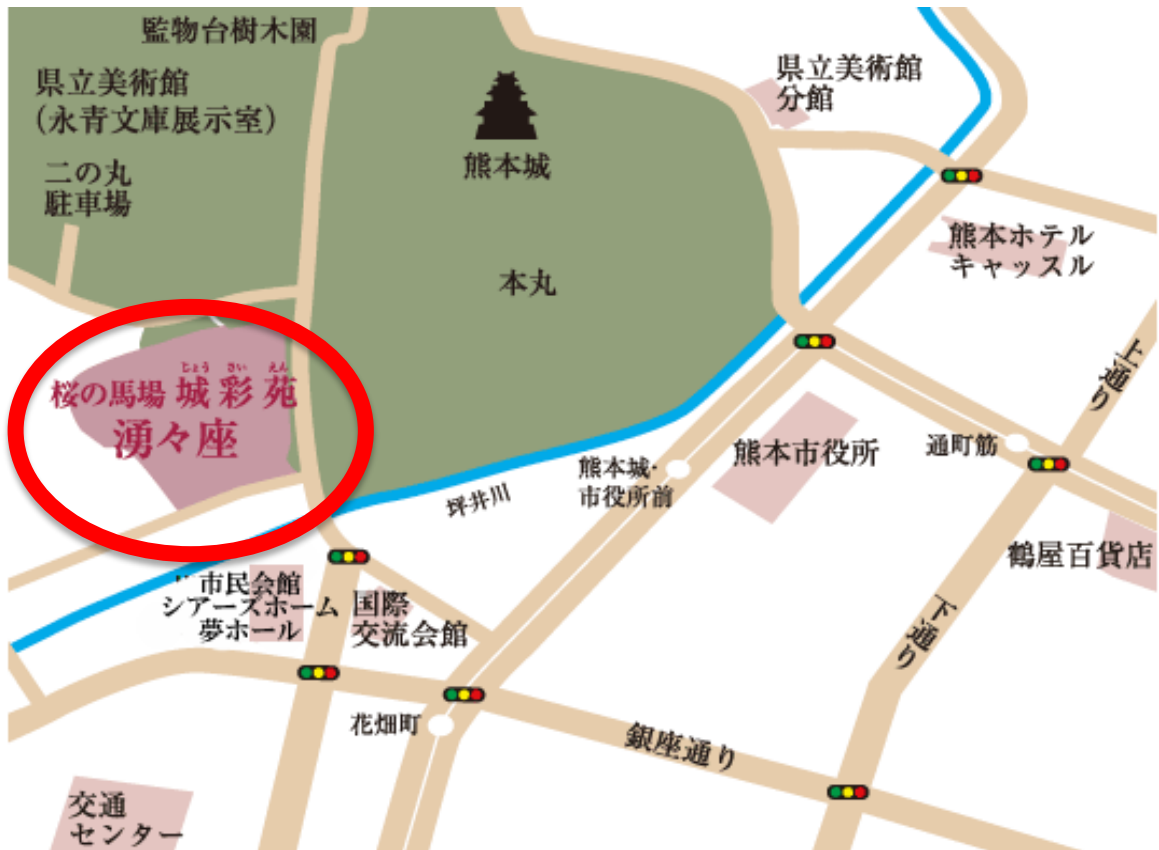 監物台樹木園
県立美術館
(永青文庫展示室)
二の丸
駐車場
熊本城
本丸
県立美術館
分館
熊本ホテル
キャッスル
上通り
じょう さい えん
桜の馬場 城彩苑
湧々座
坪井川
熊本城・
市役所前
熊本市役所
通町筋
鶴屋百貨店
市民会館
シアーズホーム
夢ホール
国際
交流会館
下通り
花畑町
銀座通り
交通
センター